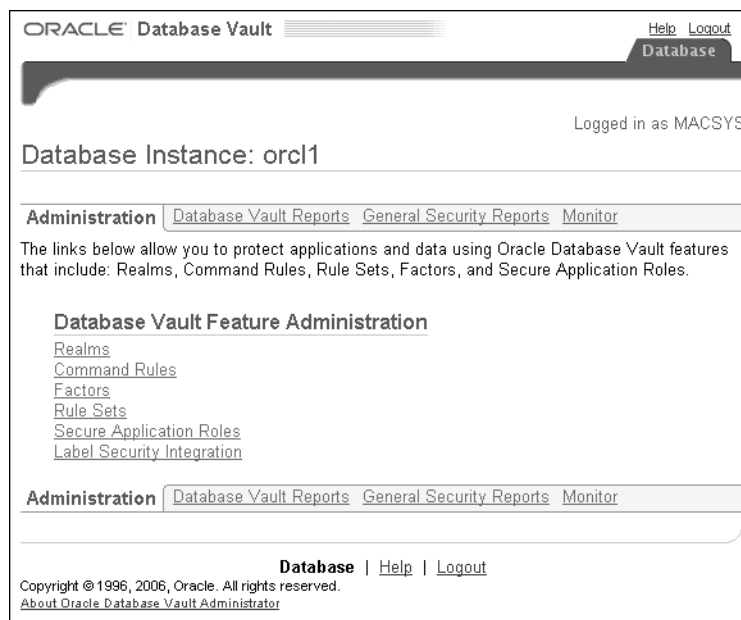 ORACLE Database Vault
Help Logout
Database
Logged in as MACSYS
Database Instance: orcl1
Administration Database Vault Reports General Security Reports Monitor
The links below allow you to protect applications and data using Oracle Database Vault features
that include: Realms, Command Rules, Rule Sets, Factors, and Secure Application Roles.
Database Vault Feature Administration
Realms
Command Rules
Factors
Rule Sets
Secure Application Roles
Label Security Integration
Administration Database Vault Reports General Security Reports Monitor
Database | Help | Logout
Copyright © 1996, 2006, Oracle. All rights reserved.
About Oracle Database Vault Administrator